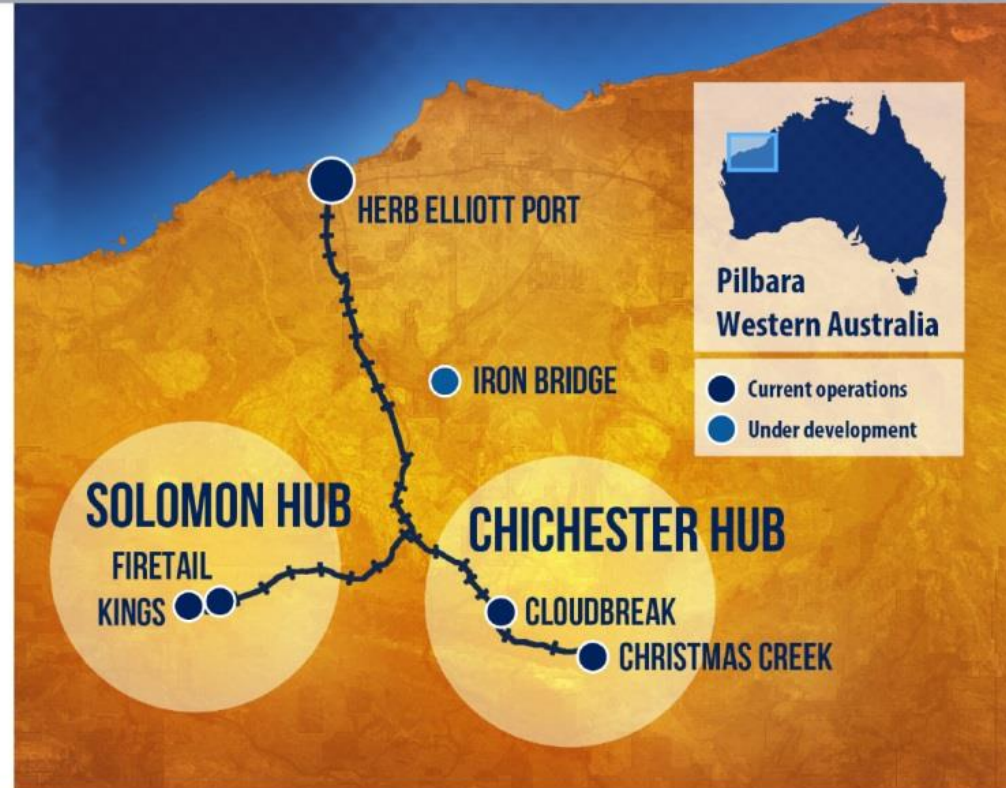 HERB ELLIOTT PORT
Pilbara
Western Australia
IRON BRIDGE
Current operations
Under development
SOLOMON HUB
FIRETAIL
KINGS
CHICHESTER HUB
CLOUDBREAK
CHRISTMAS CREEK